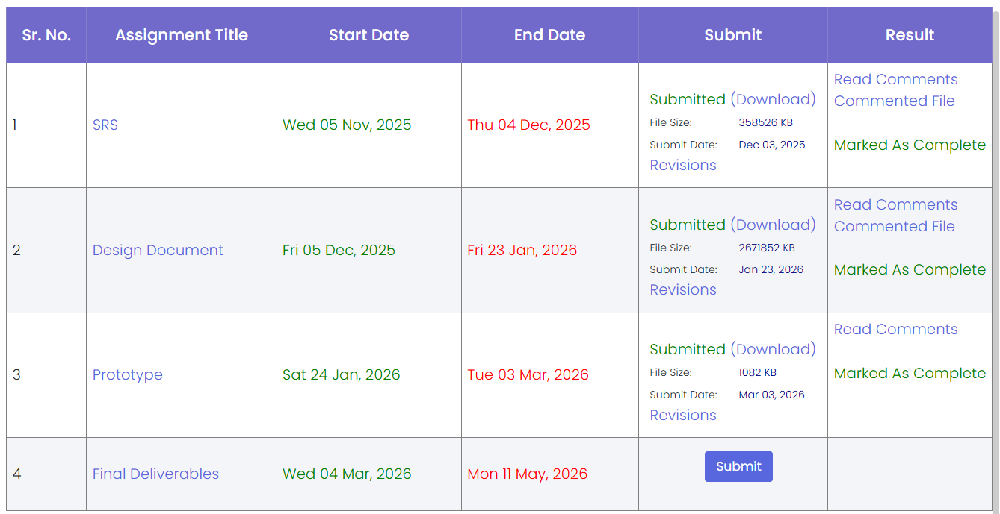 Sr. No. Assignment Title Start Date End Date Submit Result
1 SRS Wed 05 Nov, 2025 Thu 04 Dec, 2025
Submitted (Download)
File Size: 358526 KB
Submit Date: Dec 03, 2025
Revisions
Read Comments
Commented File
Marked As Complete
2 Design Document Fri 05 Dec, 2025 Fri 23 Jan, 2026
Submitted (Download)
File Size: 2671852 KB
Submit Date: Jan 23, 2026
Revisions
Read Comments
Commented File
Marked As Complete
3 Prototype Sat 24 Jan, 2026 Tue 03 Mar, 2026
Submitted (Download)
File Size: 1082 KB
Submit Date: Mar 03, 2026
Revisions
Read Comments
Marked As Complete
4 Final Deliverables Wed 04 Mar, 2026 Mon 11 May, 2026 Submit